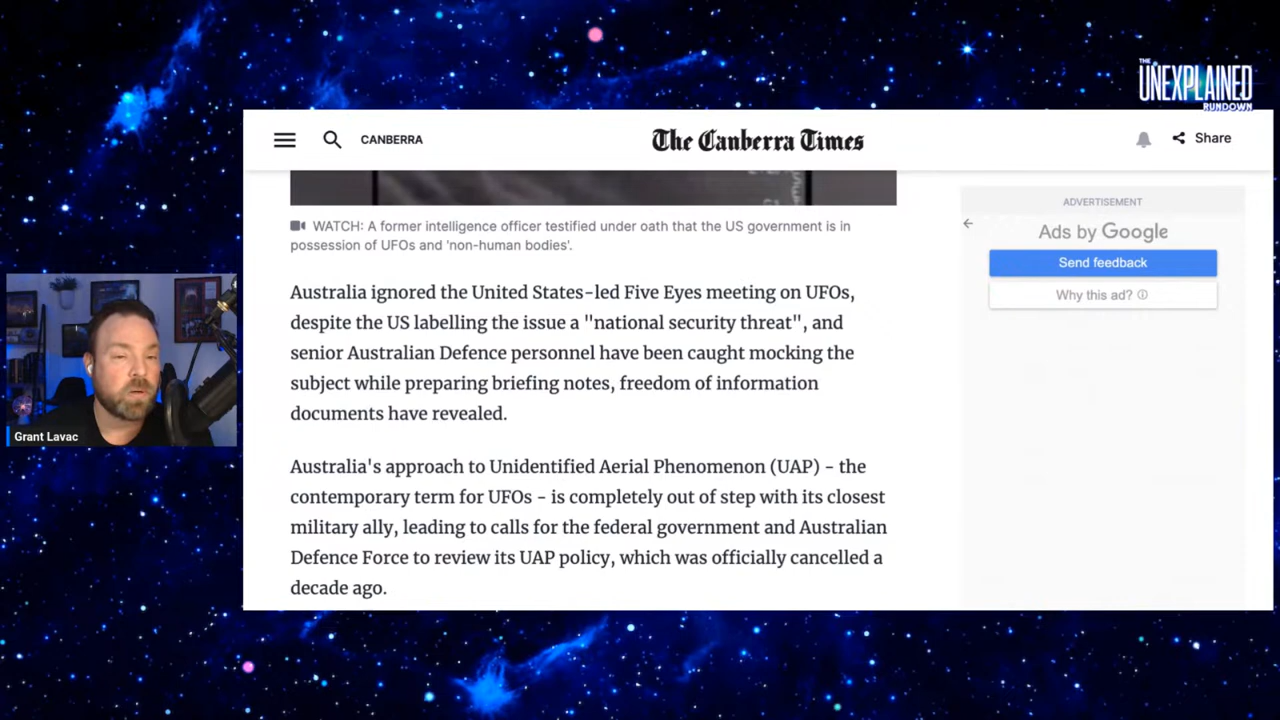 THE
UNEXPLAINED
RUNDOWN
CANBERRA
The Canberra Times
Share
WATCH: A former intelligence officer testified under oath that the US government is in
possession of UFOs and 'non-human bodies'.
Australia ignored the United States-led Five Eyes meeting on UFOs,
despite the US labelling the issue a "national security threat", and
senior Australian Defence personnel have been caught mocking the
subject while preparing briefing notes, freedom of information
documents have revealed.
Australia's approach to Unidentified Aerial Phenomenon (UAP) - the
contemporary term for UFOs - is completely out of step with its closest
military ally, leading to calls for the federal government and Australian
Defence Force to review its UAP policy, which was officially cancelled a
decade ago.
ADVERTISEMENT
Ads by Google
Send feedback
Why this ad?
Grant Lavac